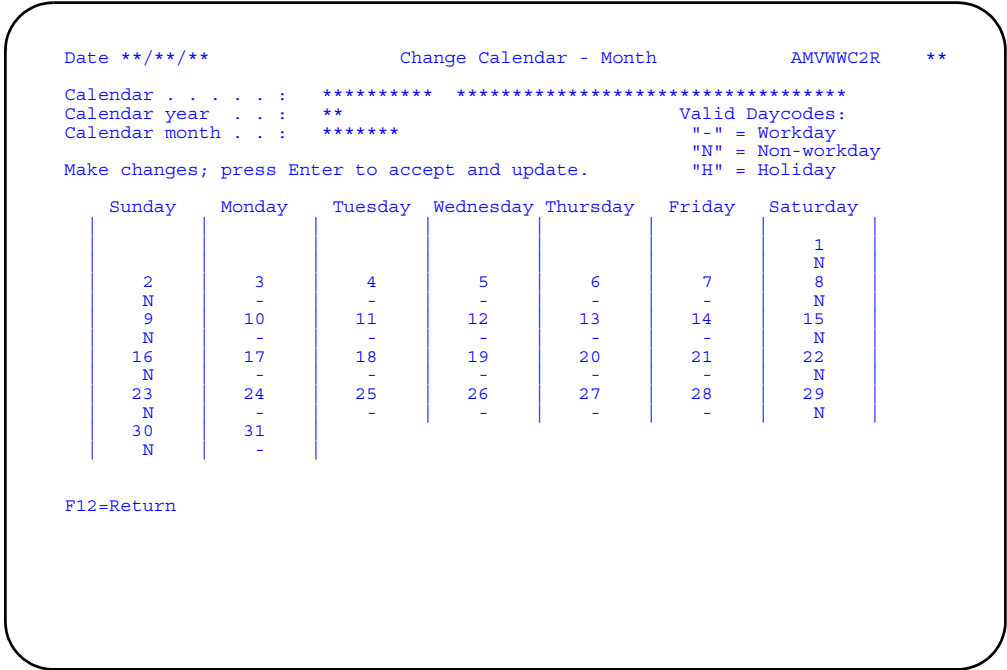 Date **/**/** Change Calendar - Month AMVWWC2R **
Calendar . . . . . : ********** ***********************************
Calendar year . . : ** Valid Daycodes:
Calendar month . . : ******* "-" = Workday
"N" = Non-workday
Make changes; press Enter to accept and update. "H" = Holiday
Sunday Monday Tuesday Wednesday Thursday Friday Saturday
1
N
2 3 4 5 6 7 8
N - - - - - N
9 10 11 12 13 14 15
N - - - - - N
16 17 18 19 20 21 22
N - - - - - N
23 24 25 26 27 28 29
N - - - - - N
30 31
N -
F12=Return